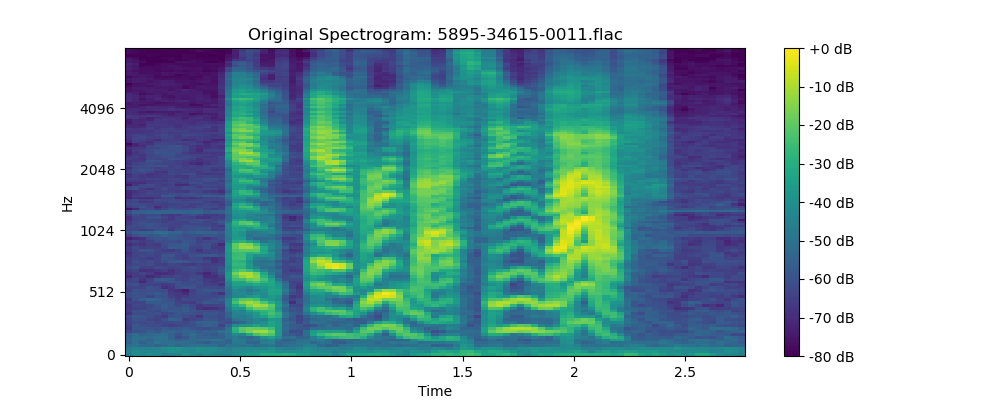 Original Spectrogram: 5895-34615-0011.flac
4096
2048
1024
512
0
Hz
0
0.5
1
1.5
2
2.5
Time
+0 dB
-10 dB
-20 dB
-30 dB
-40 dB
-50 dB
-60 dB
-70 dB
-80 dB